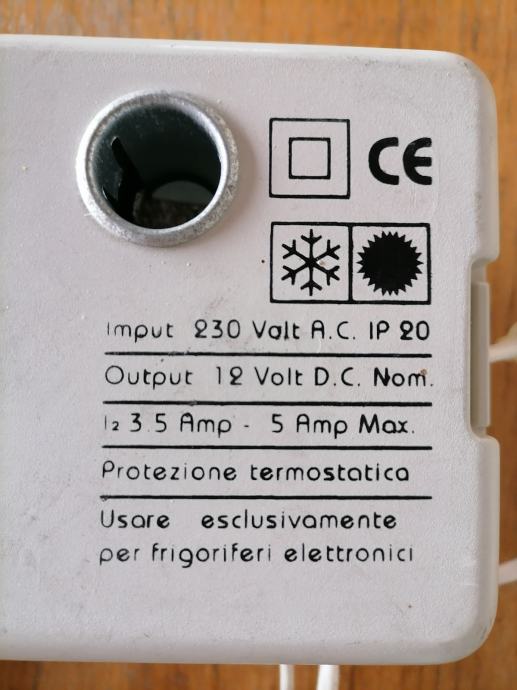 CE
Imput 230 Valt A.C. IP 20
Output 12 Volt D.C. Nom.
I₂ 3.5 Amp - 5 Amp Max.
Protezione termostatica
Usare esclusivamente
per frigoriferi elettronici